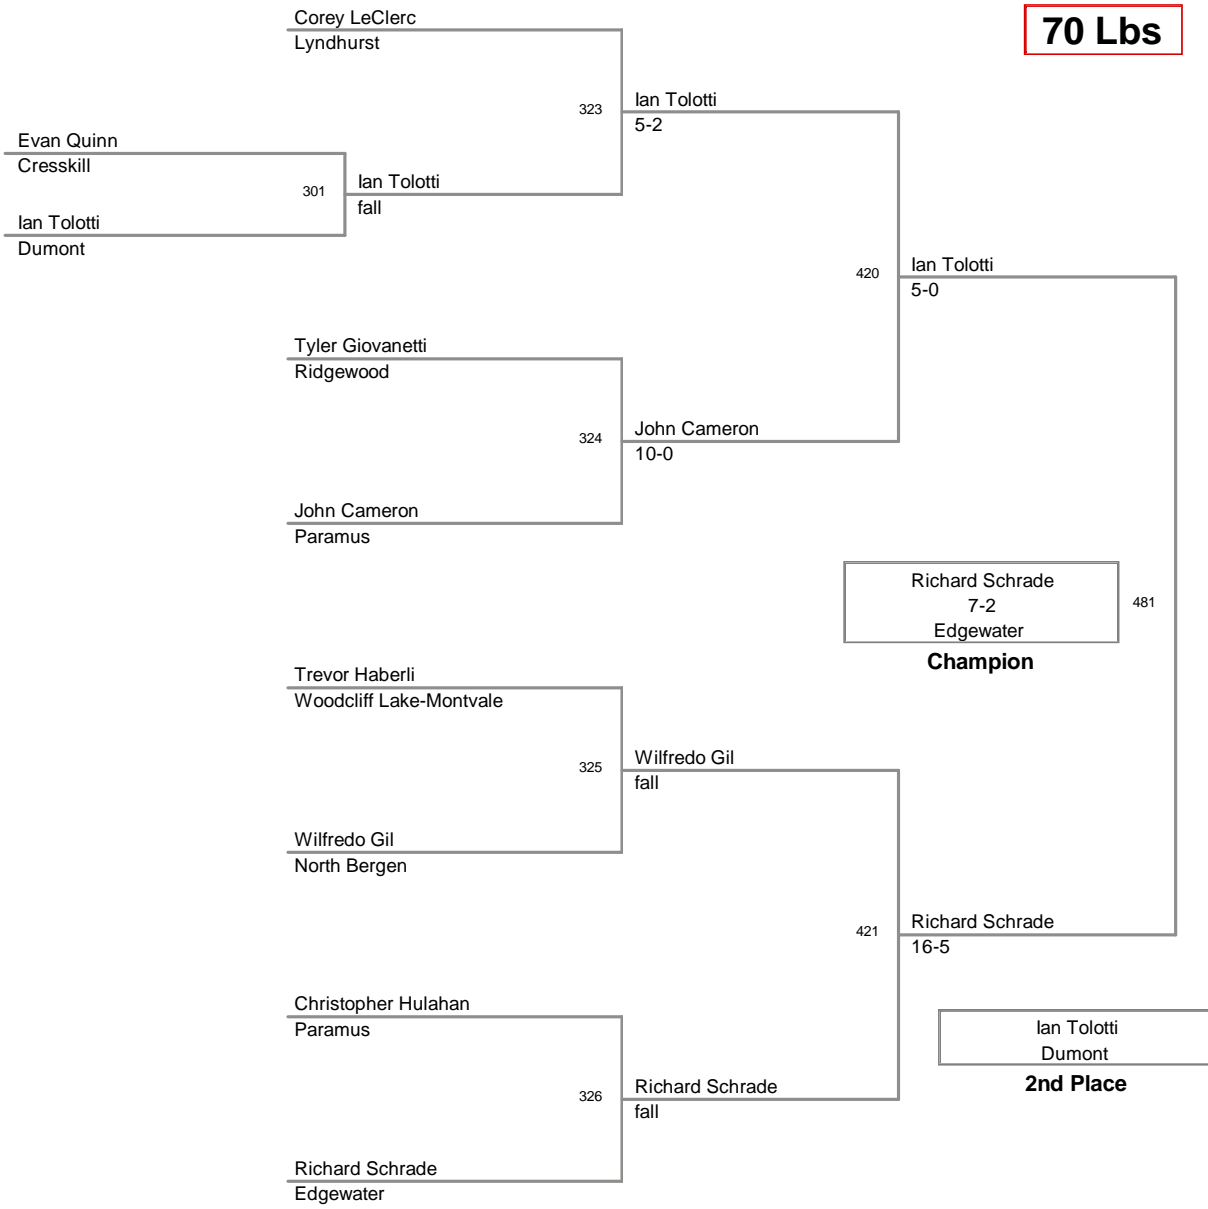 Corey LeClerc
Lyndhurst
70 Lbs
323
Ian Tolotti
5-2
Evan Quinn
Cresskill
301
Ian Tolotti
fall
Ian Tolotti
Dumont
420
Ian Tolotti
5-0
Tyler Giovanetti
Ridgewood
324
John Cameron
10-0
John Cameron
Paramus
Richard Schrade
7-2
Edgewater
Champion
481
Trevor Haberli
Woodcliff Lake-Montvale
325
Wilfredo Gil
fall
Wilfredo Gil
North Bergen
421
Richard Schrade
16-5
Christopher Hulahan
Paramus
Ian Tolotti
Dumont
2nd Place
326
Richard Schrade
fall
Richard Schrade
Edgewater